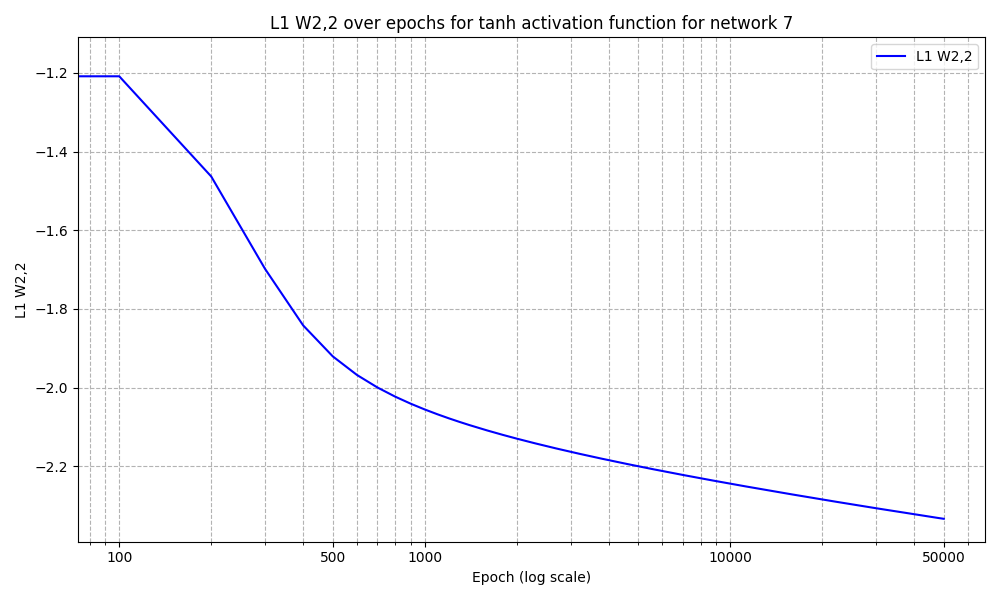 L1 W2,2 over epochs for tanh activation function for network 7
L1 W2,2
−1.2
−1.4
−1.6
−1.8
−2.0
−2.2
L1 W2,2
100
500
1000
10000
50000
Epoch (log scale)